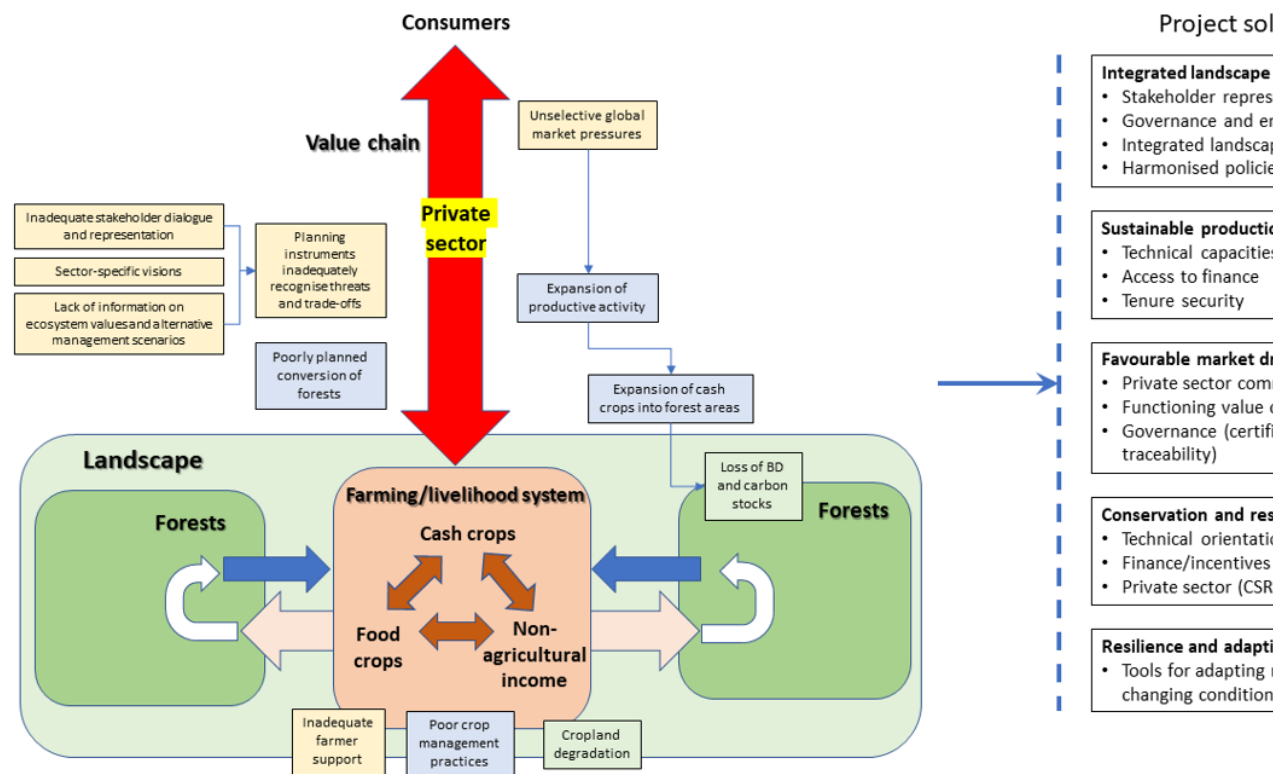 Consumers
Value chain
Private
sector
Unselective global
market pressures
Inadequate stakeholder dialogue
and representation
Sector-specific visions
Lack of information on
ecosystem values and alternative
management scenarios
Planning
instruments
inadequately
recognise threats
and trade-offs
Poorly planned
conversion of
forests
Expansion of
productive activity
Expansion of cash
crops into forest areas
Loss of BD
and carbon
stocks
Landscape
Forests
Farming/livelihood system
Cash crops
Food
crops
Non-
agricultural
income
Forests
Inadequate
farmer
support
Poor crop
management
practices
Cropland
degradation
Project sol
Integrated landscape
• Stakeholder repres
• Governance and en
• Integrated landscap
• Harmonised policie
Sustainable productio
• Technical capacities
• Access to finance
• Tenure security
Favourable market dr
• Private sector comm
• Functioning value c
• Governance (certifi
traceability)
Conservation and res
• Technical orientatio
• Finance/incentives
• Private sector (CSR
Resilience and adapti
• Tools for adapting
changing condition